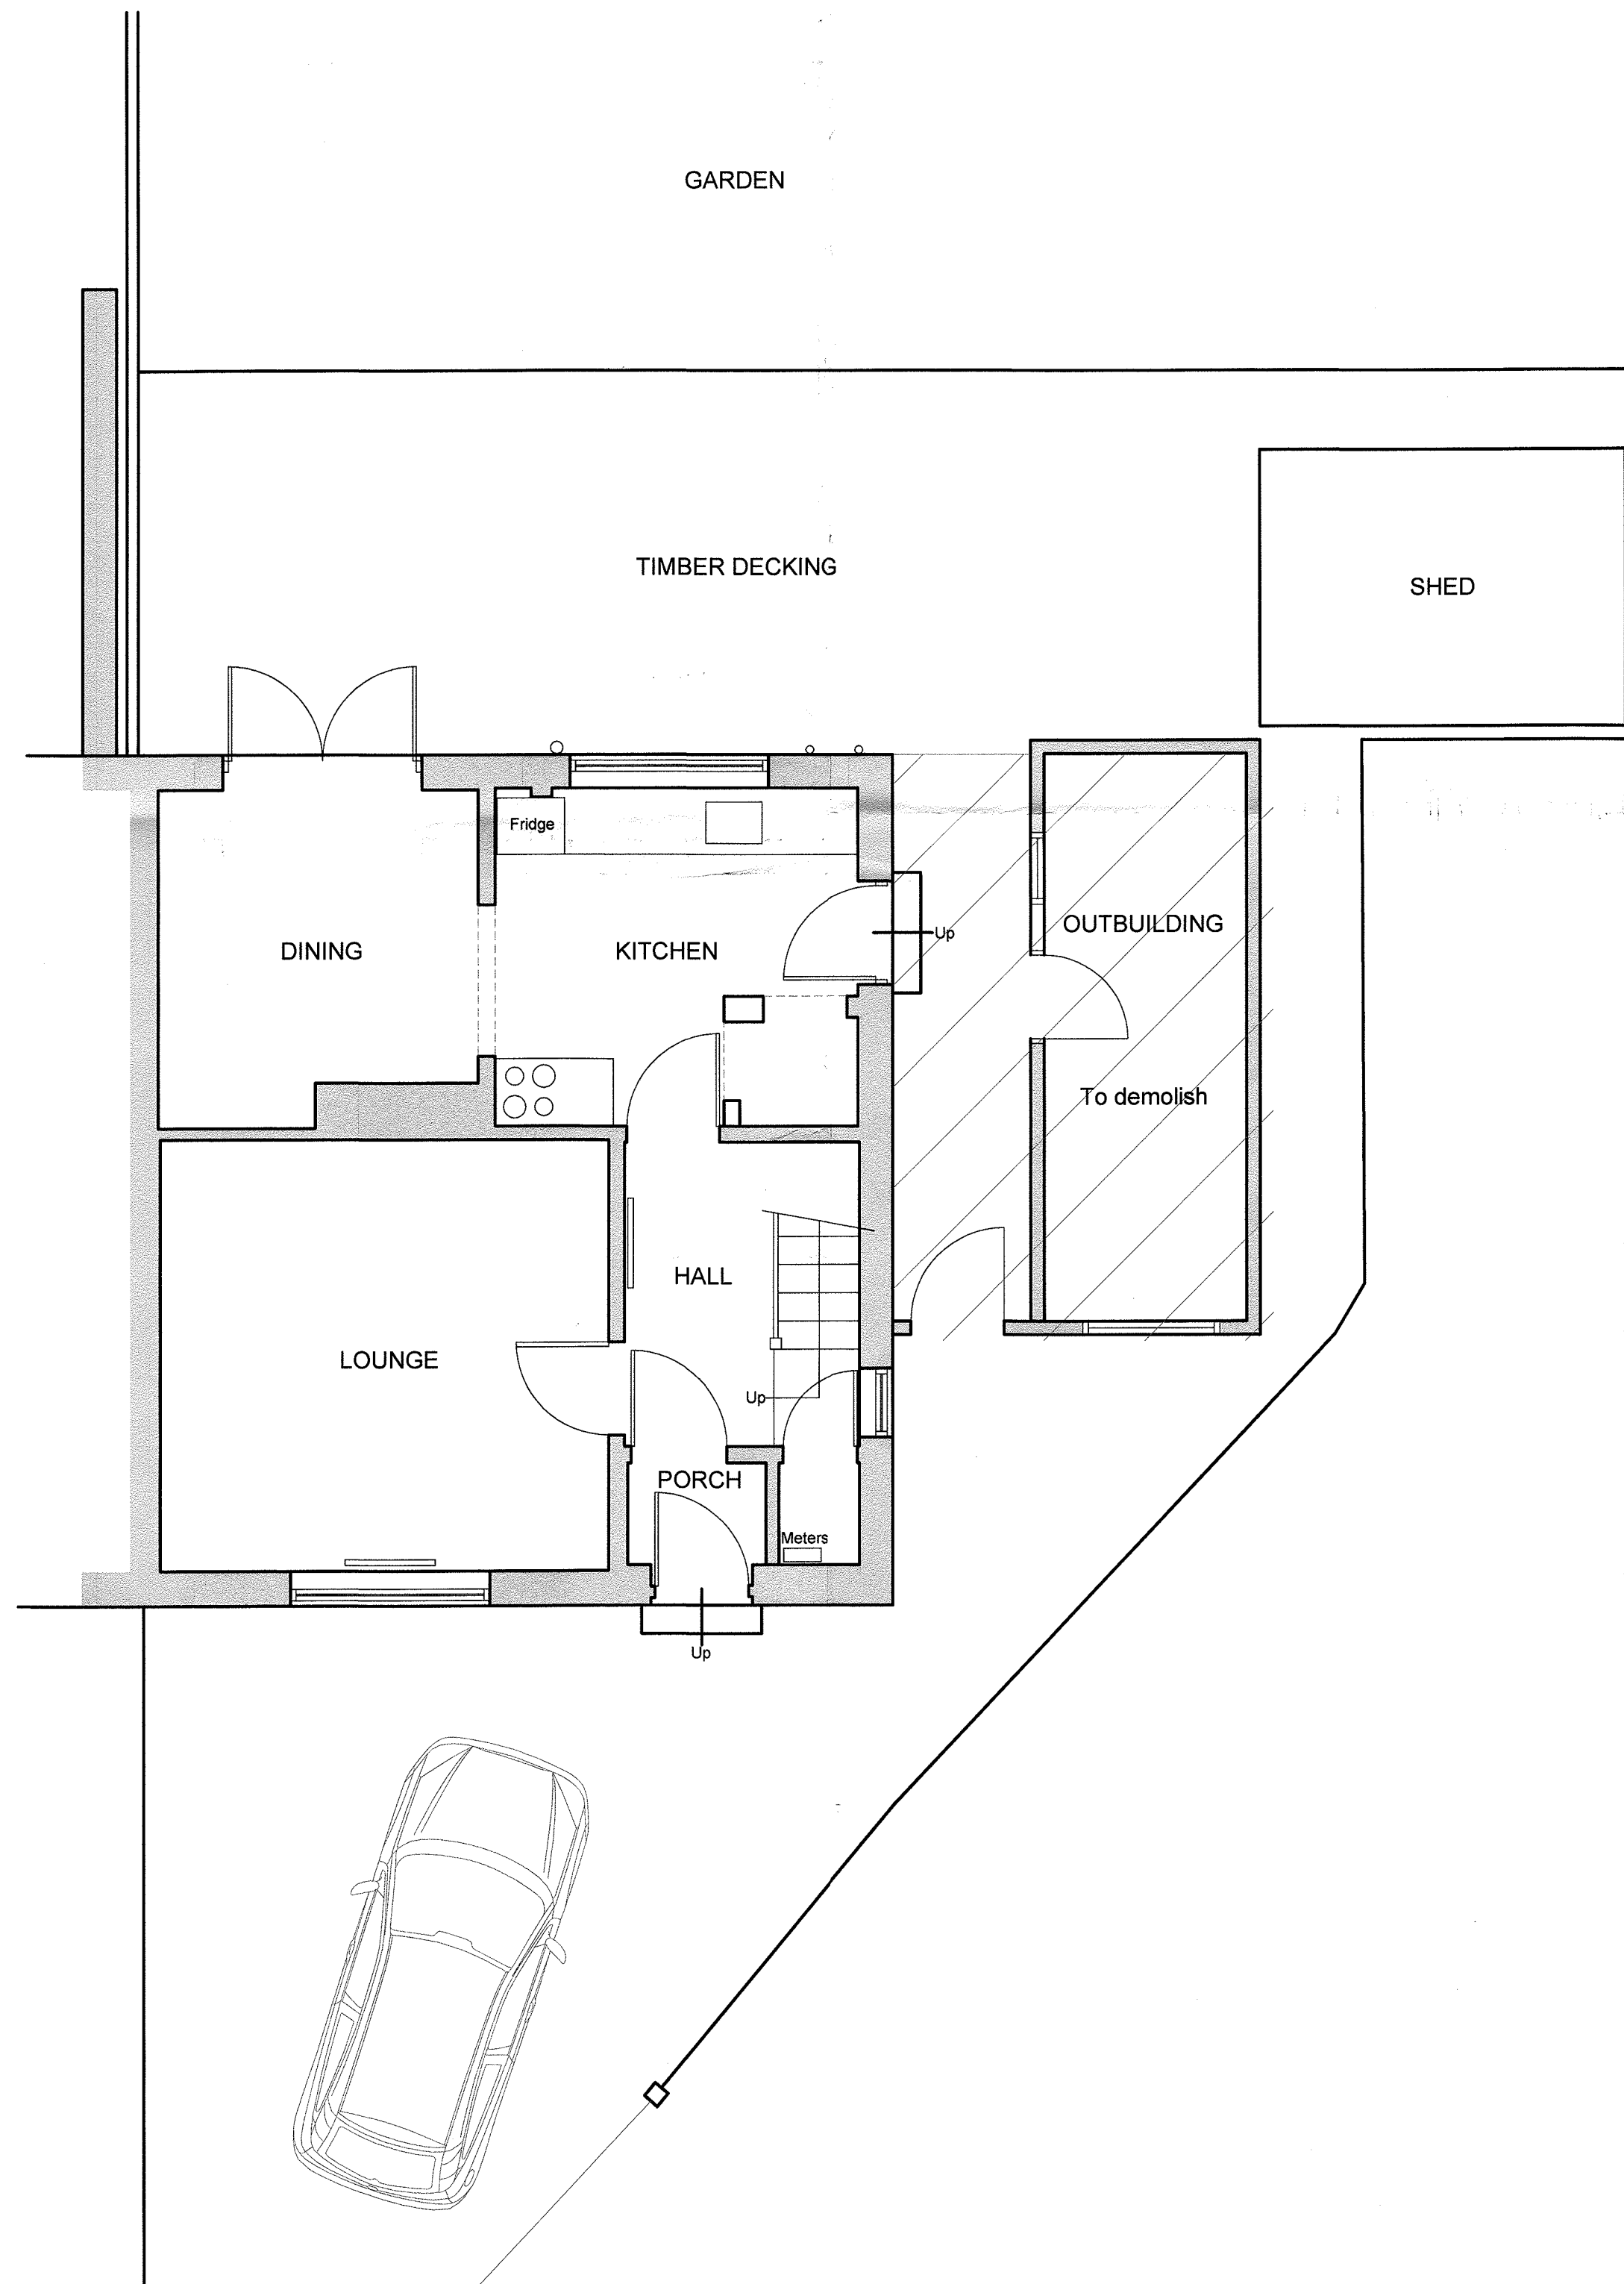 GARDEN
TIMBER DECKING
SHED
Fridge
DINING
KITCHEN
Up
OUTBUILDING
To demolish
HALL
LOUNGE
Up
PORCH
Meters
Up